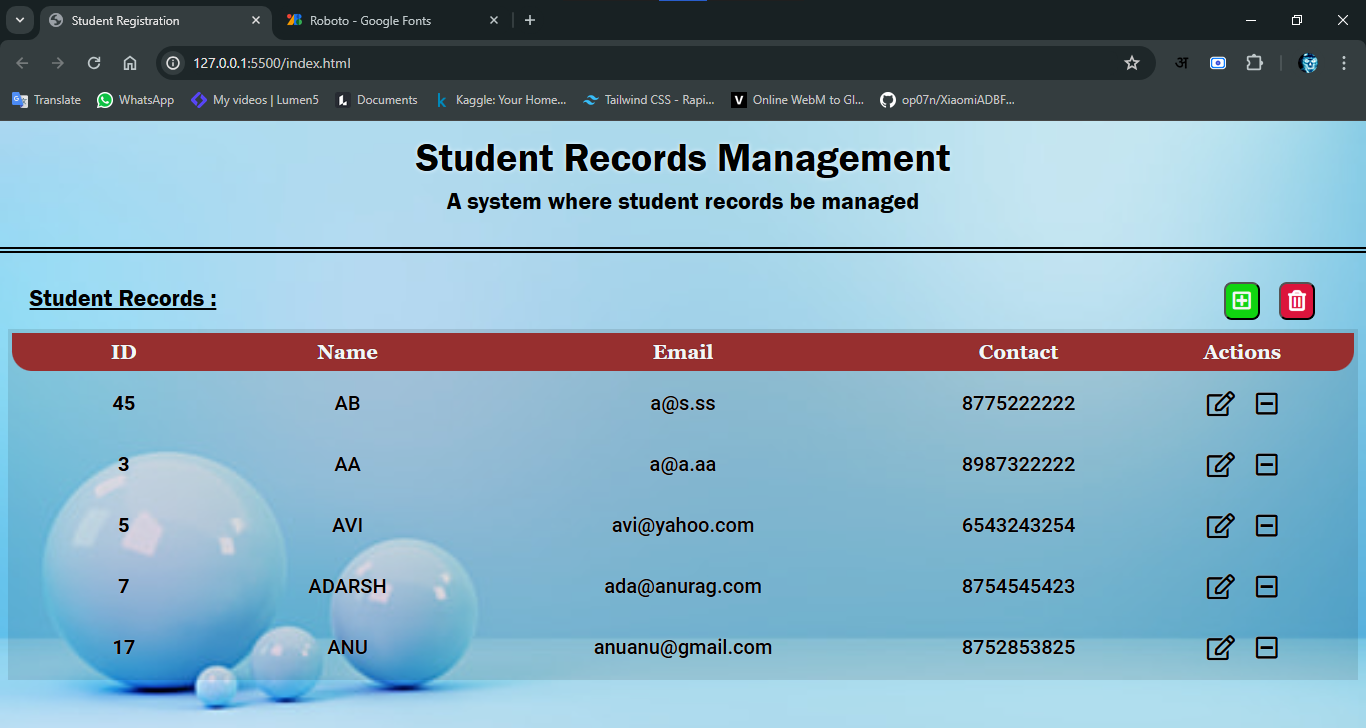 Student Registration
Roboto - Google Fonts
127.0.0.1:5500/index.html
अ
Translate WhatsApp My videos | Lumen5 Documents Kaggle: Your Home... Tailwind CSS - Rapi... Online WebM to GI... op07n/XiaomiADBF...
Student Records Management
A system where student records be managed
Student Records :
ID Name Email Contact Actions
45 AB a@s.ss 8775222222
3 AA a@a.aa 8987322222
5 AVI avi@yahoo.com 6543243254
7 ADARSH ada@anurag.com 8754545423
17 ANU anuanu@gmail.com 8752853825